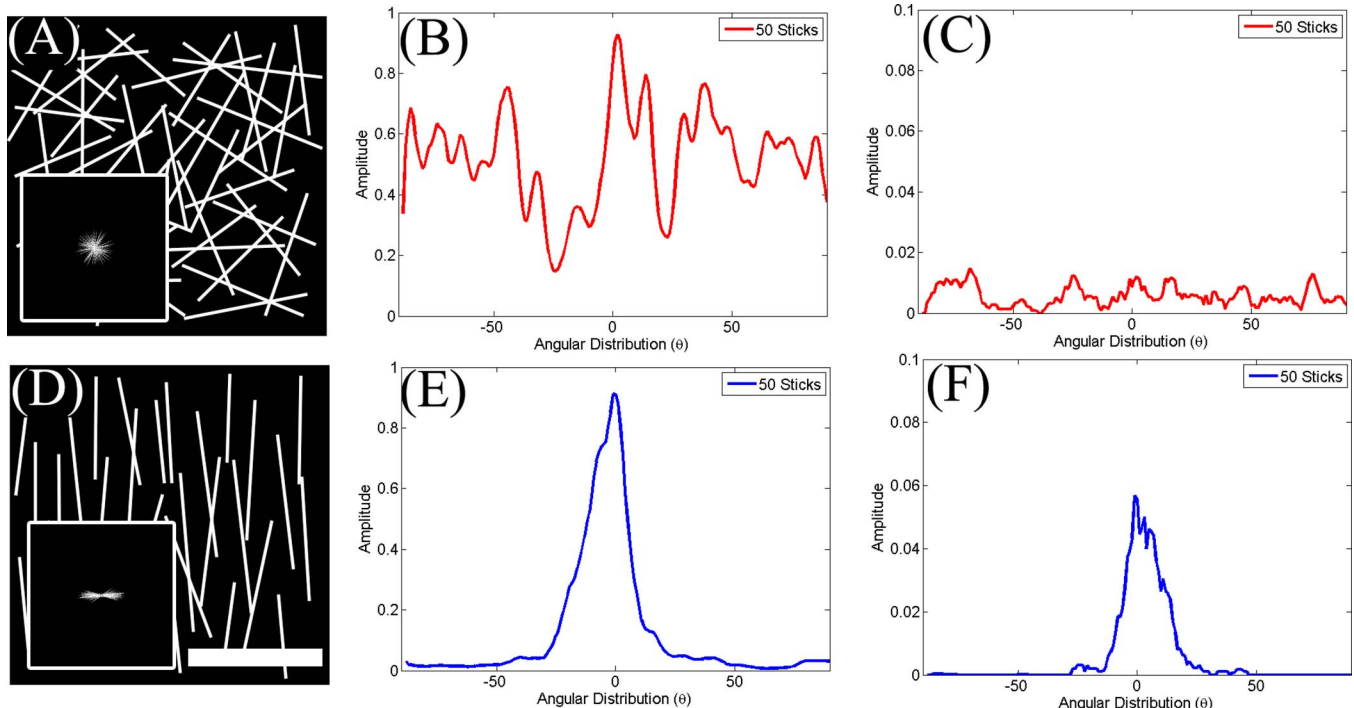 (A)
(B)
1
0.8
0.6
0.4
0.2
0
Amplitude
-50 0 50
Angular Distribution (θ)
50 Sticks
(C)
0.1
0.08
0.06
0.04
0.02
0
Amplitude
-50 0 50
Angular Distribution (θ)
50 Sticks
(D)
(E)
1
0.8
0.6
0.4
0.2
0
Amplitude
-50 0 50
Angular Distribution (θ)
50 Sticks
(F)
0.1
0.08
0.06
0.04
0.02
0
Amplitude
-50 0 50
Angular Distribution (θ)
50 Sticks